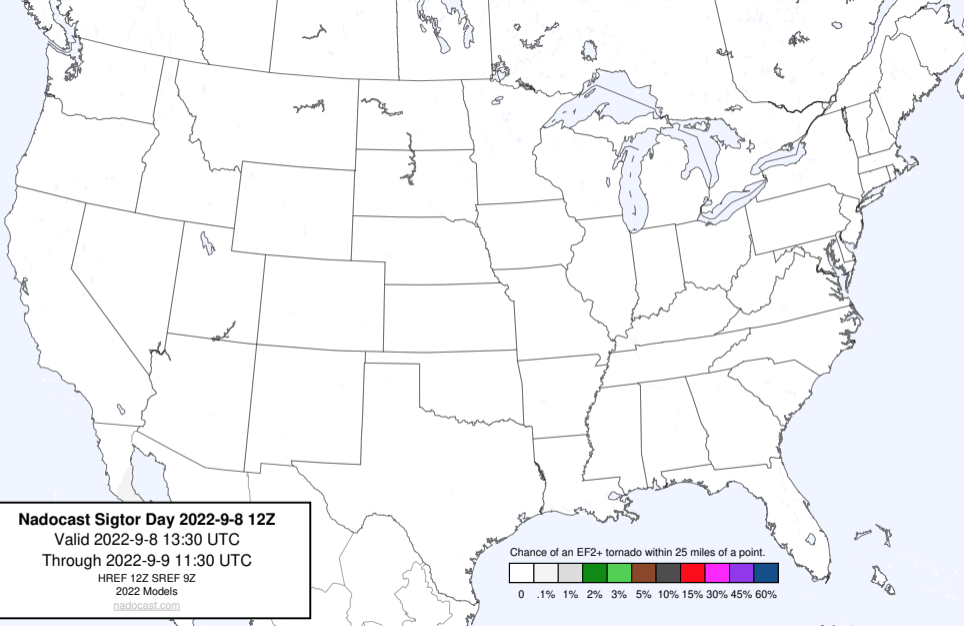 Nadocast Sigtor Day 2022-9-8 12Z
Valid 2022-9-8 13:30 UTC
Through 2022-9-9 11:30 UTC
HREF 12Z SREF 9Z
2022 Models
nadocast.com
Chance of an EF2+ tornado within 25 miles of a point.
0 .1% 1% 2% 3% 5% 10% 15% 30% 45% 60%